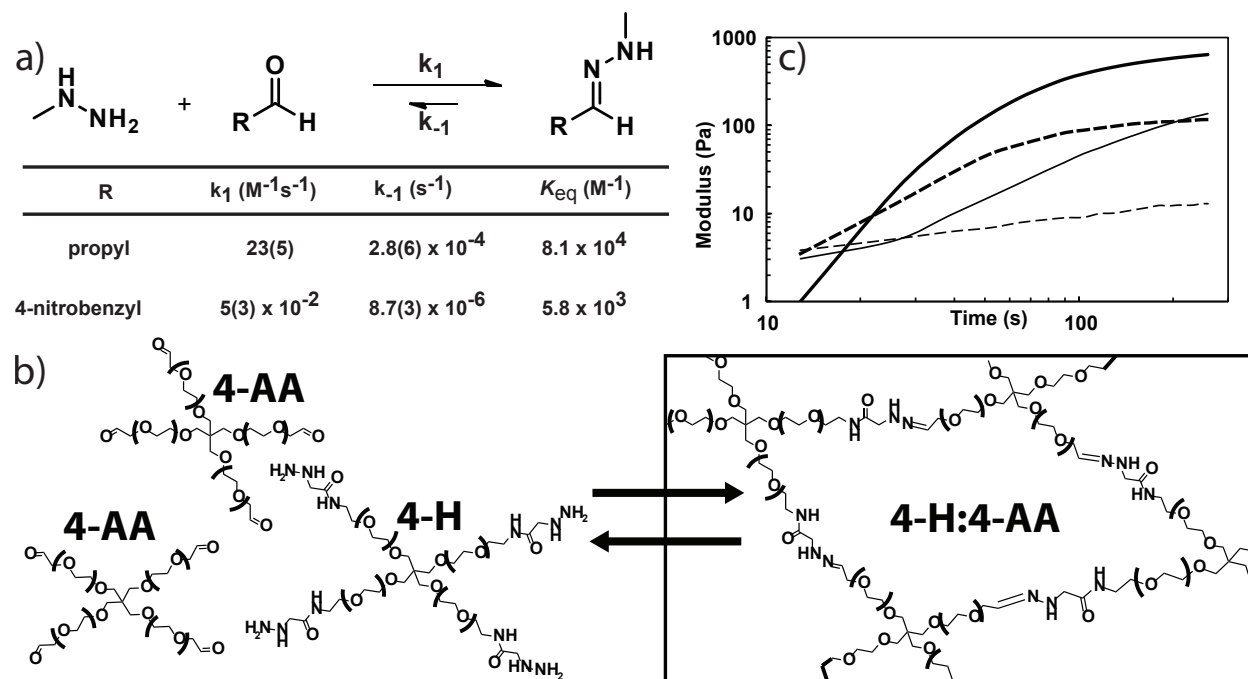 a)
H
N
NH2
+
O
R H
k1
k-1
N NH
R H
R k1 (M-1s-1) k-1 (s-1) Keq (M-1)
propyl 23(5) 2.8(6) x 10-4 8.1 x 104
4-nitrobenzyl 5(3) x 10-2 8.7(3) x 10-6 5.8 x 103
c)
Modulus (Pa)
1000
100
10
1
10 100
Time (s)
b)
4-AA
4-AA
4-H
4-H:4-AA